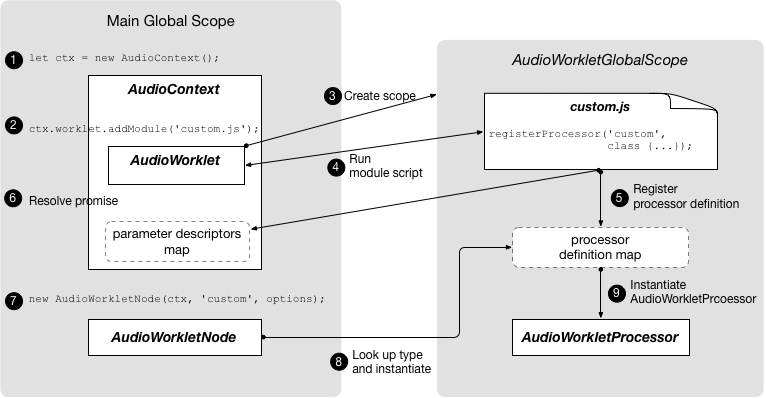 Main Global Scope
1 let ctx = new AudioContext();
AudioContext
2 ctx.worklet.addModule('custom.js');
AudioWorklet
6 Resolve promise
parameter descriptors
map
7 new AudioWorkletNode(ctx, 'custom', options);
AudioWorkletNode
3 Create scope
4 Run
module script
8 Look up type
and instantiate
AudioWorkletGlobalScope
custom.js
registerProcessor('custom',
class {...});
5 Register
processor definition
processor
definition map
9 Instantiate
AudioWorkletPrcoessor
AudioWorkletProcessor